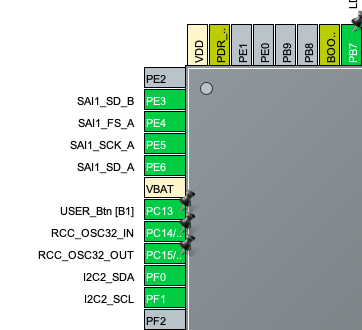 LD
VDD
PDR_..
PE1
PE0
PB9
PB8
BOO..
PB7
PE2
SAI1_SD_B PE3
SAI1_FS_A PE4
SAI1_SCK_A PE5
SAI1_SD_A PE6
VBAT
USER_Btn [B1] PC13
RCC_OSC32_IN PC14/..
RCC_OSC32_OUT PC15/..
I2C2_SDA PF0
I2C2_SCL PF1
PF2